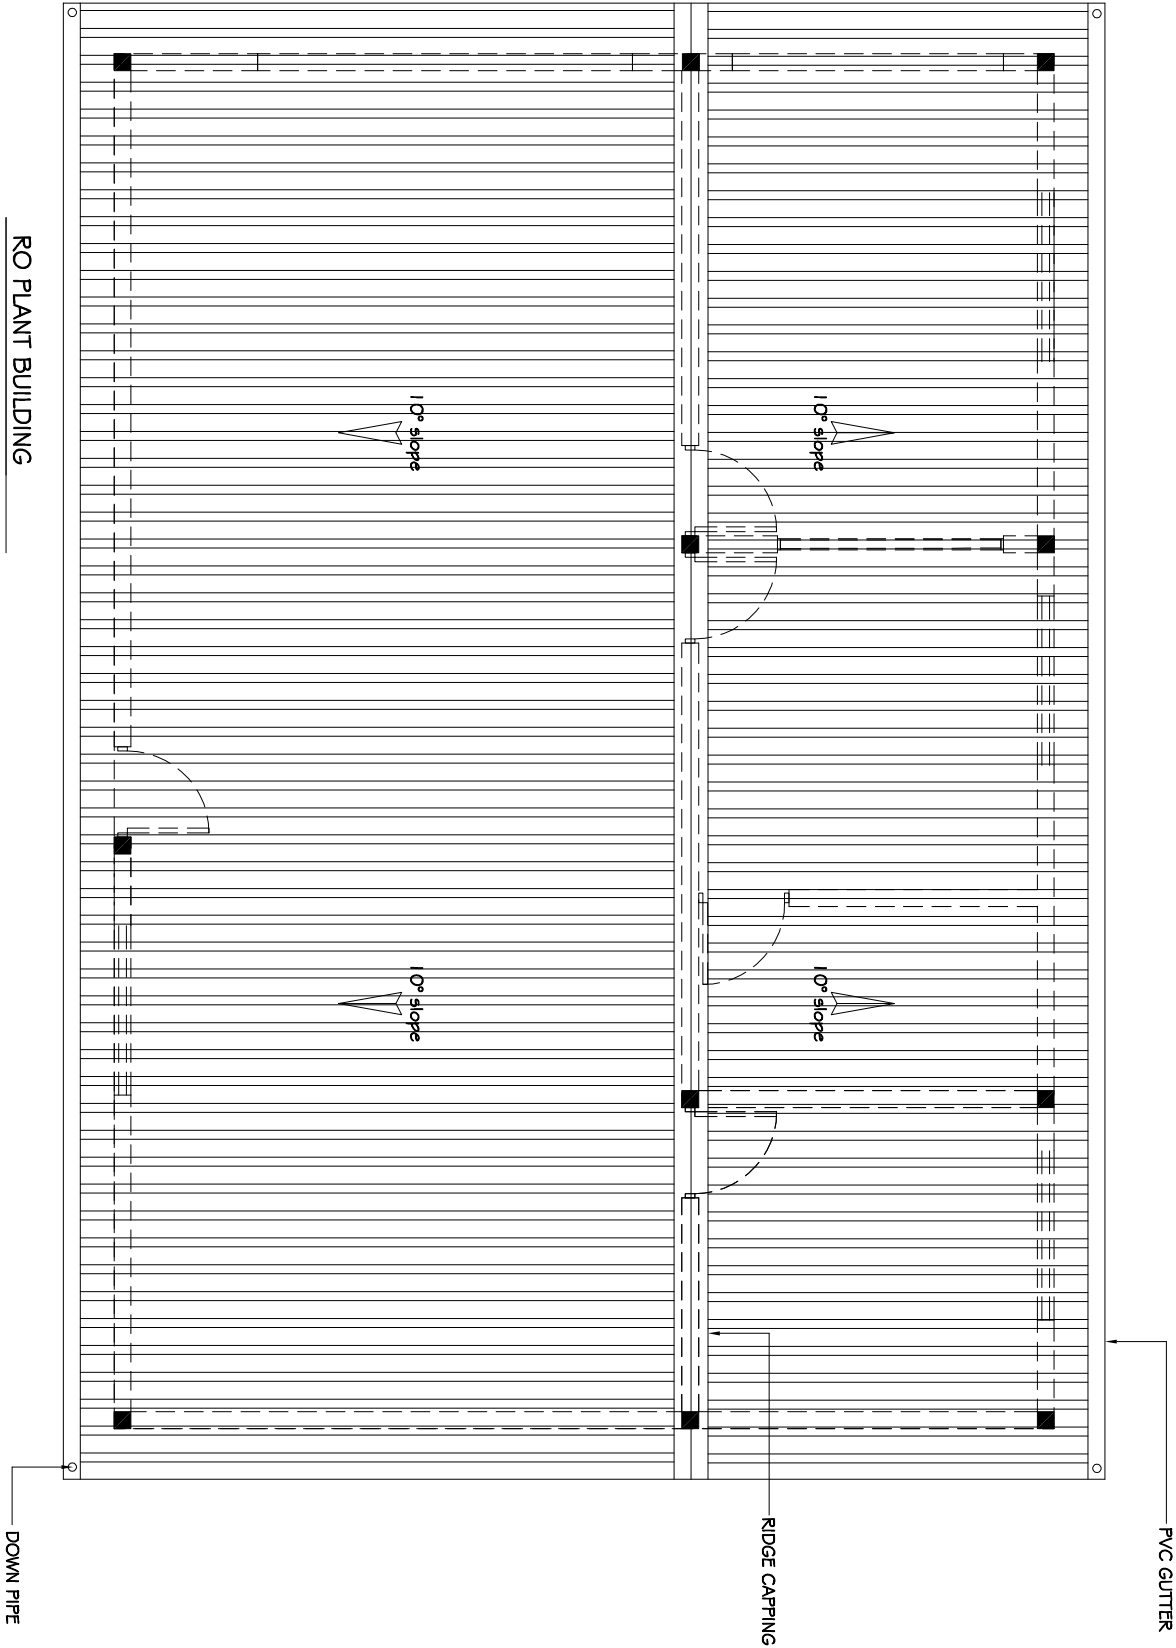 PVC GUTTER
RIDGE CAPPING
10° slope
10° slope
10° slope
10° slope
DOWN PIPE
RO PLANT BUILDING